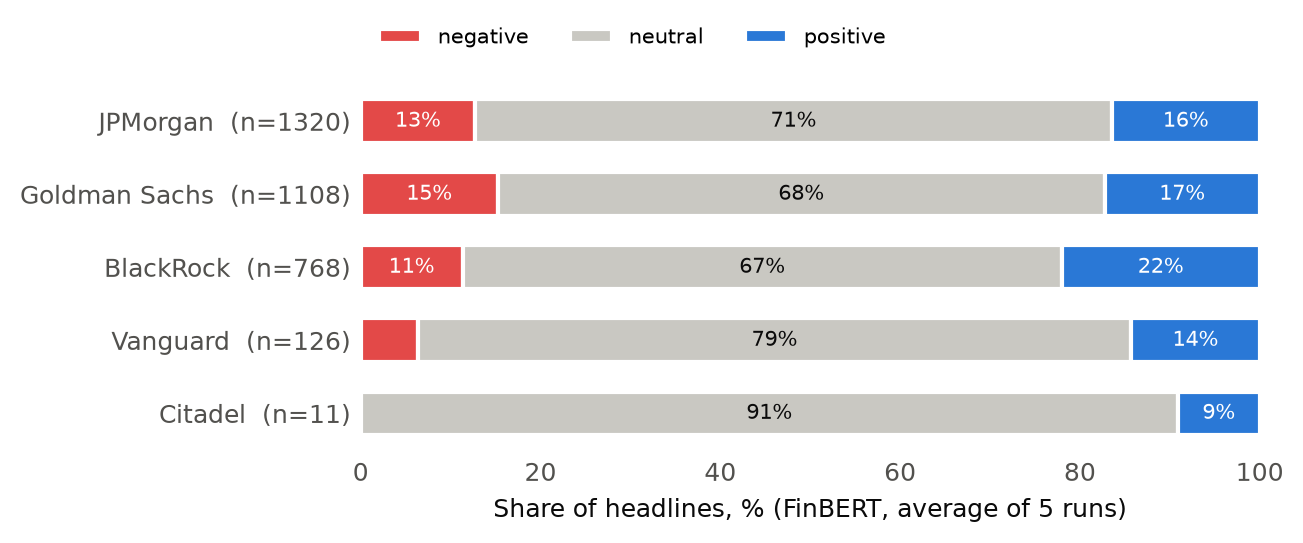 negative neutral positive
JPMorgan (n=1320) 13% 71% 16%
Goldman Sachs (n=1108) 15% 68% 17%
BlackRock (n=768) 11% 67% 22%
Vanguard (n=126) 79% 14%
Citadel (n=11) 91% 9%
0 20 40 60 80 100
Share of headlines, % (FinBERT, average of 5 runs)